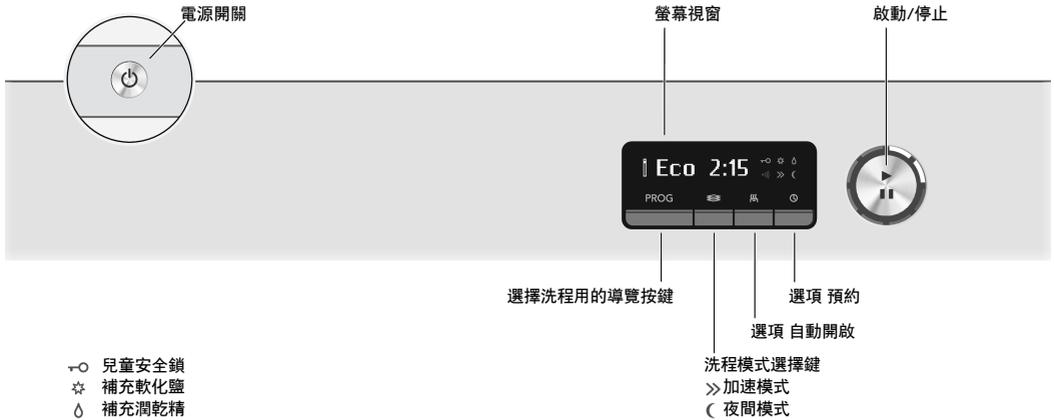 電源開關
螢幕視窗
啟動/停止
Eco 2:15
PROG
選擇洗程用的導覽按鍵
選項 預約
選項 自動開啟
洗程模式選擇鍵
加速模式
夜間模式
兒童安全鎖
補充軟化鹽
補充潤乾精